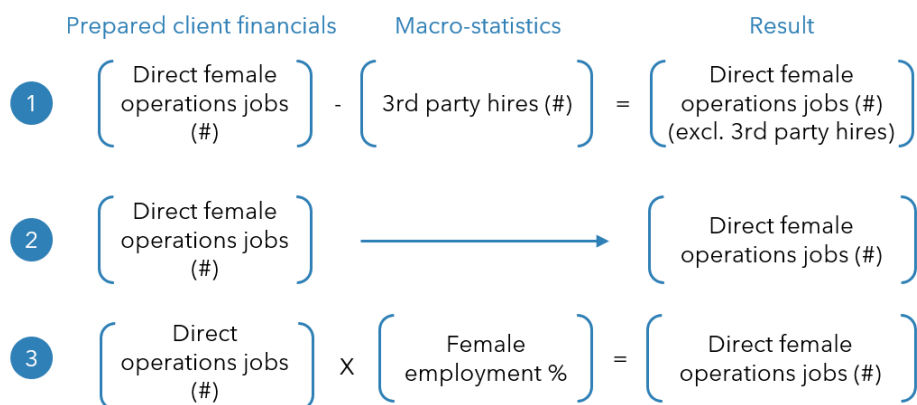 Prepared client financials Macro-statistics Result
1
Direct female
operations jobs
(#)
-
3rd party hires (#)
=
Direct female
operations jobs (#)
(excl. 3rd party hires)
2
Direct female
operations jobs
(#)
Direct female
operations jobs (#)
3
Direct
operations jobs
(#)
X
Female
employment %
=
Direct female
operations jobs (#)